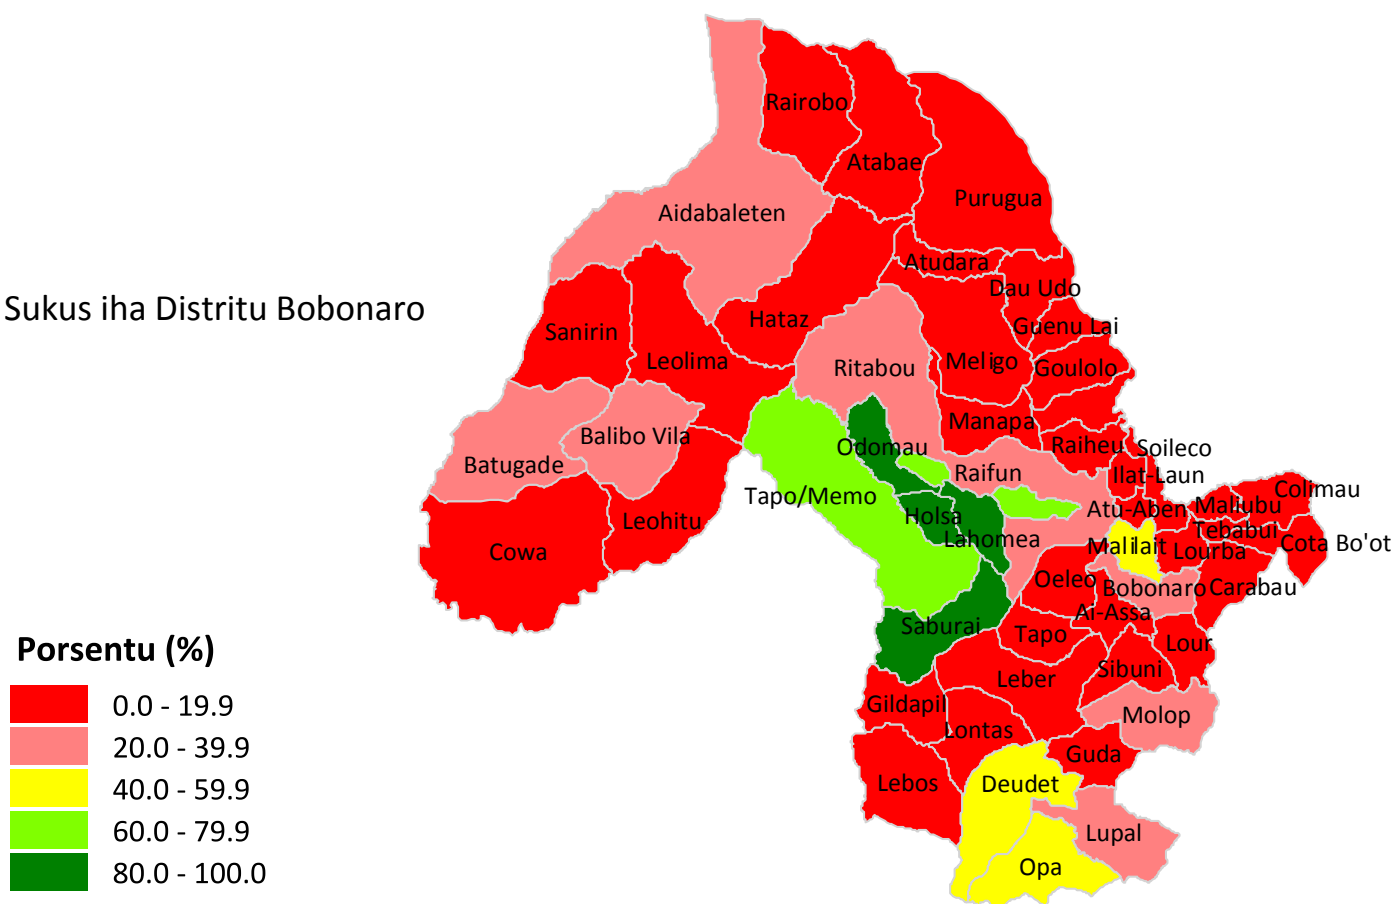 Rairobo
Atabae
Purugua
Aidabaleten
Atudara
Dau Udo
Sukus iha Distritu Bobonaro
Hataz
Guenu Lai
Sanirin
Leolima
Meligo
Ritabou
Goulolo
Manapa
Balibo Vila
Odomau
Raiheu
Soileco
Batugade
Raifun
Ilat-Laun
Colimau
Tapo/Memo
Maliubu
Atu-Aben
Leohitu
Holsa
Tebabui
Lahomea
Cota Bo'ot
Malilait
Cowa
Lourba
Oeleo
Bobonaro
Carabau
Ai-Assa
Saburai
Tapo
Lour
Porsentu (%)
Sibuni
Leber
Gildapil
0.0 - 19.9
Molop
Lontas
20.0 - 39.9
Guda
Lebos
Deudet
40.0 - 59.9
60.0 - 79.9
Lupal
Opa
80.0 - 100.0